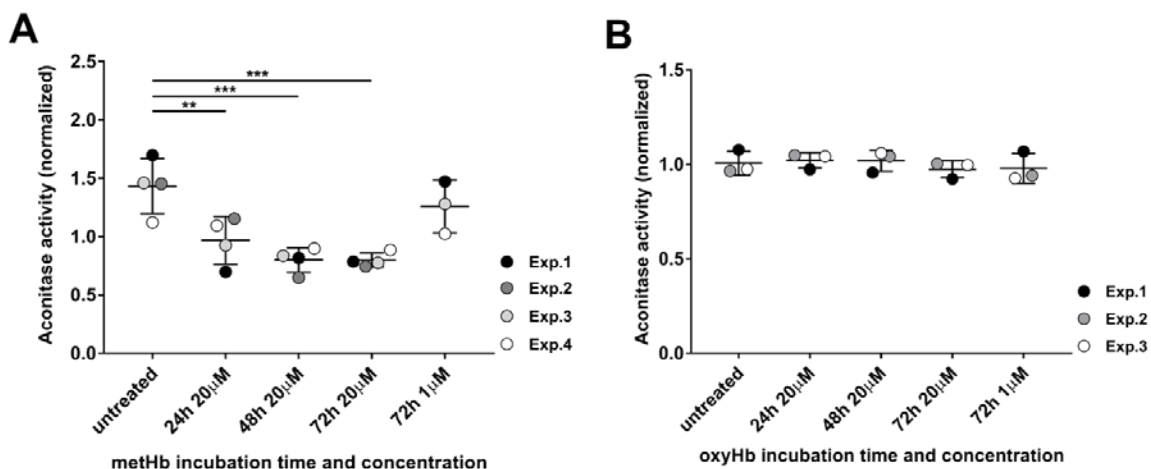 A
Aconitase activity (normalized)
2.5
2.0
1.5
1.0
0.5
0.0
***
***
**
Exp.1
Exp.2
Exp.3
Exp.4
untreated
24h 20μM
48h 20μM
72h 20μM
72h 1μM
metHb incubation time and concentration
B
Aconitase activity (normalized)
1.5
1.0
0.5
0.0
Exp.1
Exp.2
Exp.3
untreated
24h 20μM
48h 20μM
72h 20μM
72h 1μM
oxyHb incubation time and concentration